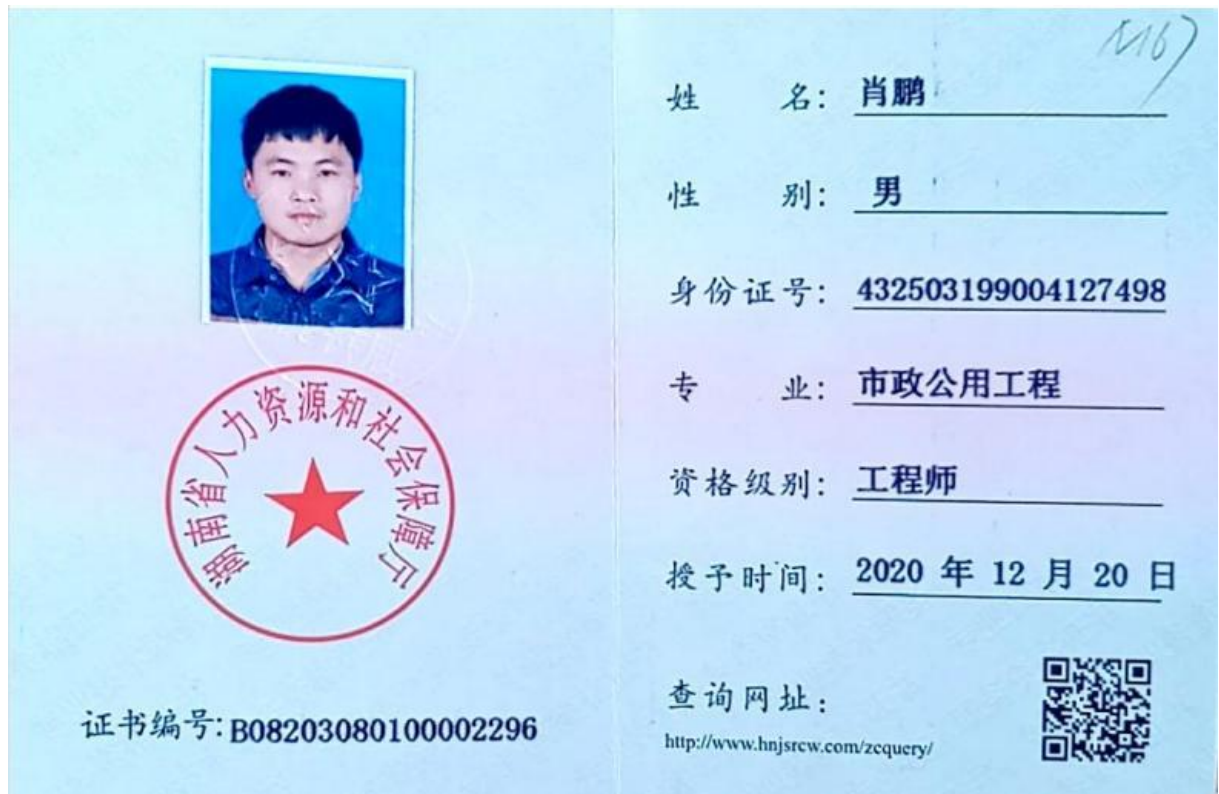 湖南省人力资源和社会保障厅
证书编号:B08203080100002296
姓 名: 肖鹏
性 别: 男
身份证号: 432503199004127498
专 业: 市政公用工程
资格级别: 工程师
授予时间: 2020 年 12 月 20 日
查询网址:
http://www.hnjsrcw.com/zcquery/